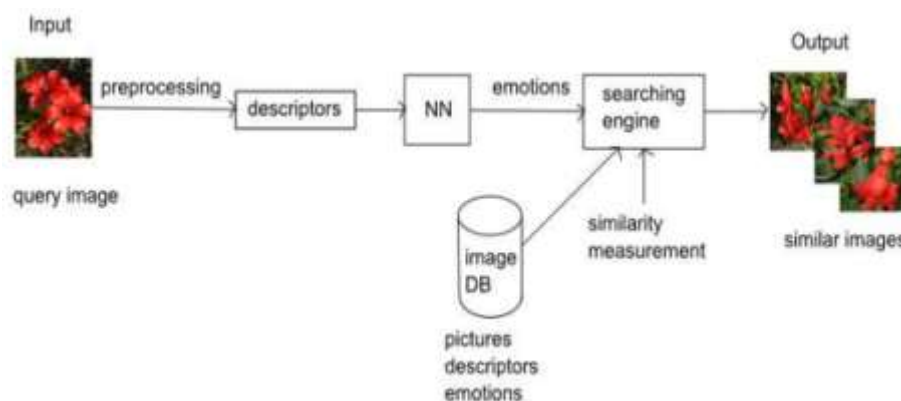 Input
query image
preprocessing
descriptors
NN
emotions
searching
engine
image
DB
pictures
descriptors
emotions
similarity
measurement
Output
similar images